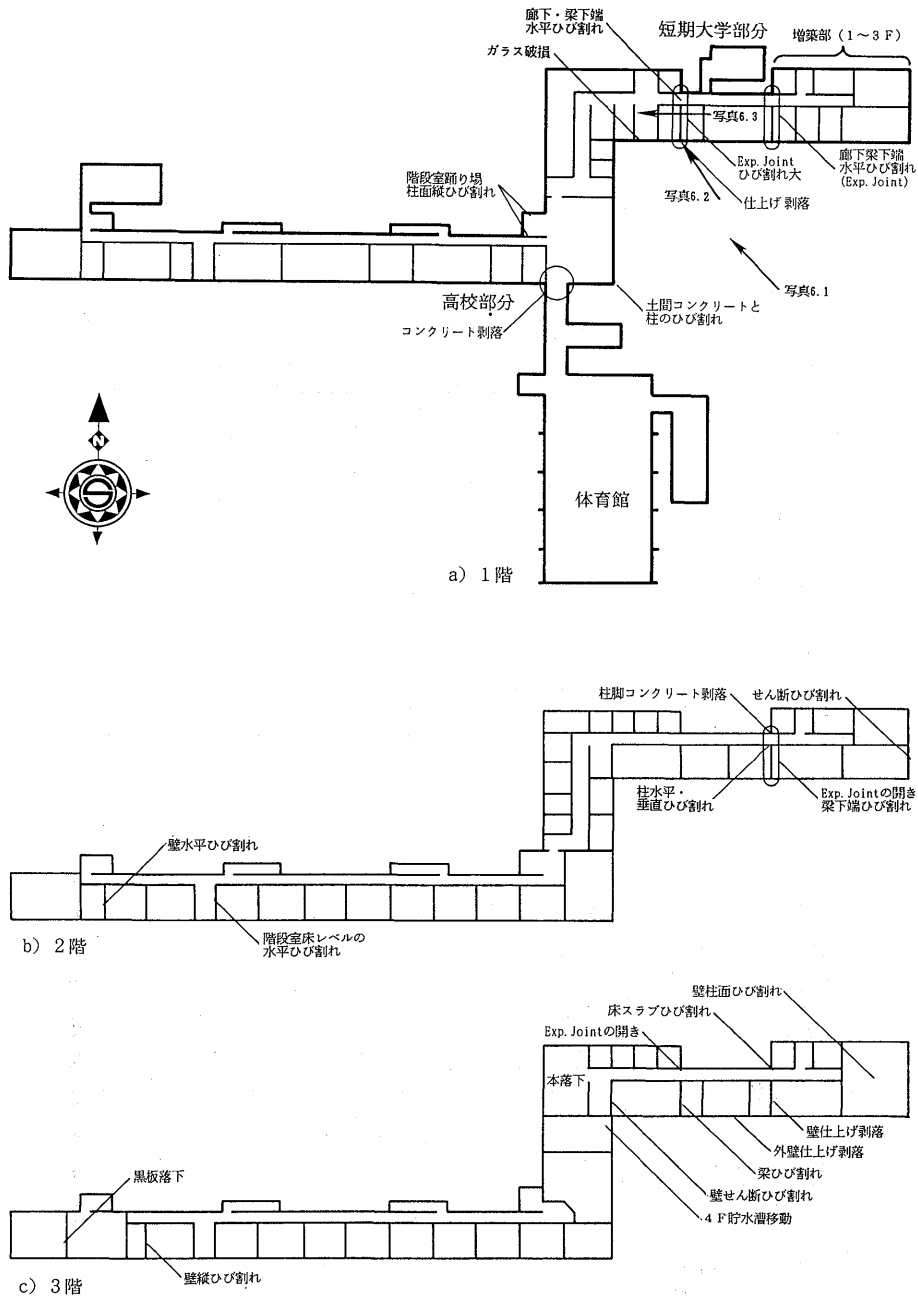 廊下・梁下端
水平ひび割れ
短期大学部分
増築部（1～3F）
ガラス破損
写真6.3
Exp.Joint
ひび割れ大
廊下梁下端
水平ひび割れ
(Exp.Joint)
階段室踊り場
柱面縦ひび割れ
写真6.2
仕上げ剥落
写真6.1
高校部分
土間コンクリートと
柱のひび割れ
コンクリート剥落
N
体育館
a）1階
柱脚コンクリート剥落
せん断ひび割れ
柱水平・
垂直ひび割れ
Exp.Jointの開き
梁下端ひび割れ
壁水平ひび割れ
階段室床レベルの
水平ひび割れ
b）2階
壁柱面ひび割れ
床スラブひび割れ
Exp.Jointの開き
本落下
壁仕上げ剥落
外壁仕上げ剥落
梁ひび割れ
黒板落下
壁せん断ひび割れ
4F貯水漕移動
壁縦ひび割れ
c）3階